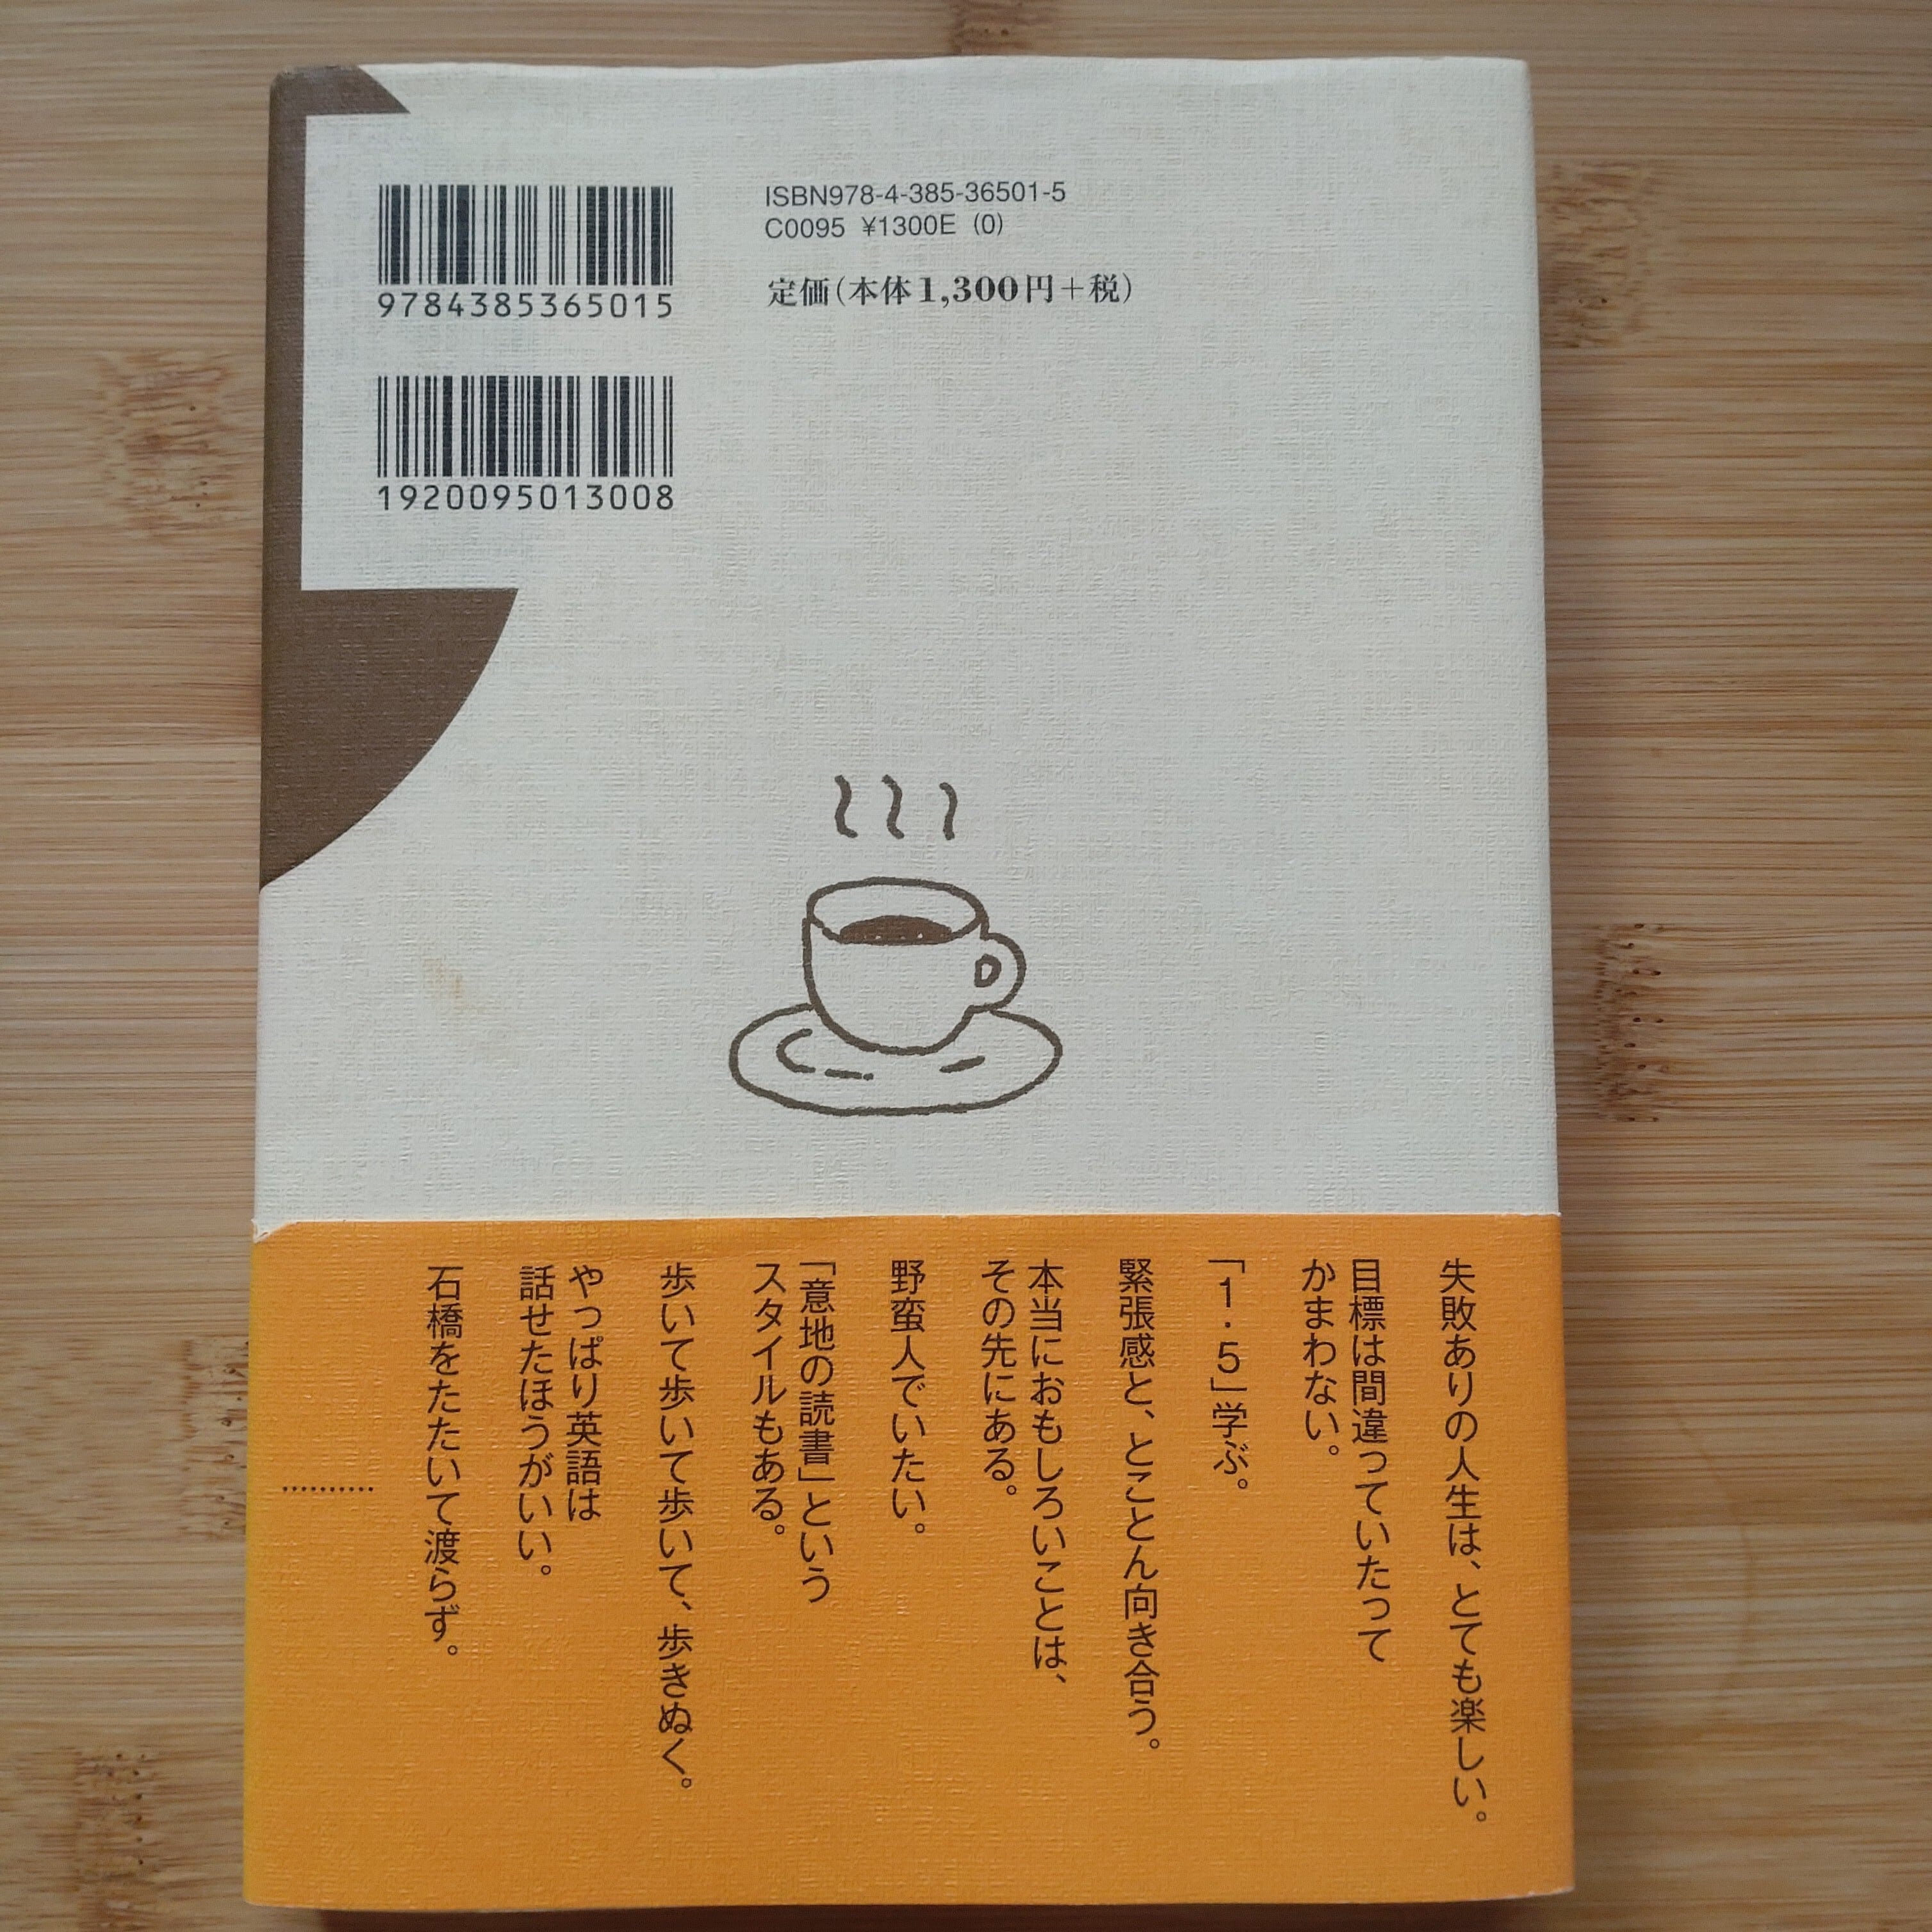 9784385365015
1920095013008
ISBN978-4-385-36501-5
C0095 ¥1300E (0)
定価(本体1,300円+税)
失敗ありの人生は、とても楽しい。
目標は間違っていたって
かまわない。
「1.5」学ぶ。
緊張感と、とことん向き合う。
本当におもしろいことは、
その先にある。
野蛮人でいたい。
「意地の読書」という
スタイルもある。
歩いて歩いて歩いて、歩きぬく。
やっぱり英語は
話せたほうがいい。
石橋をたたいて渡らず。
…………